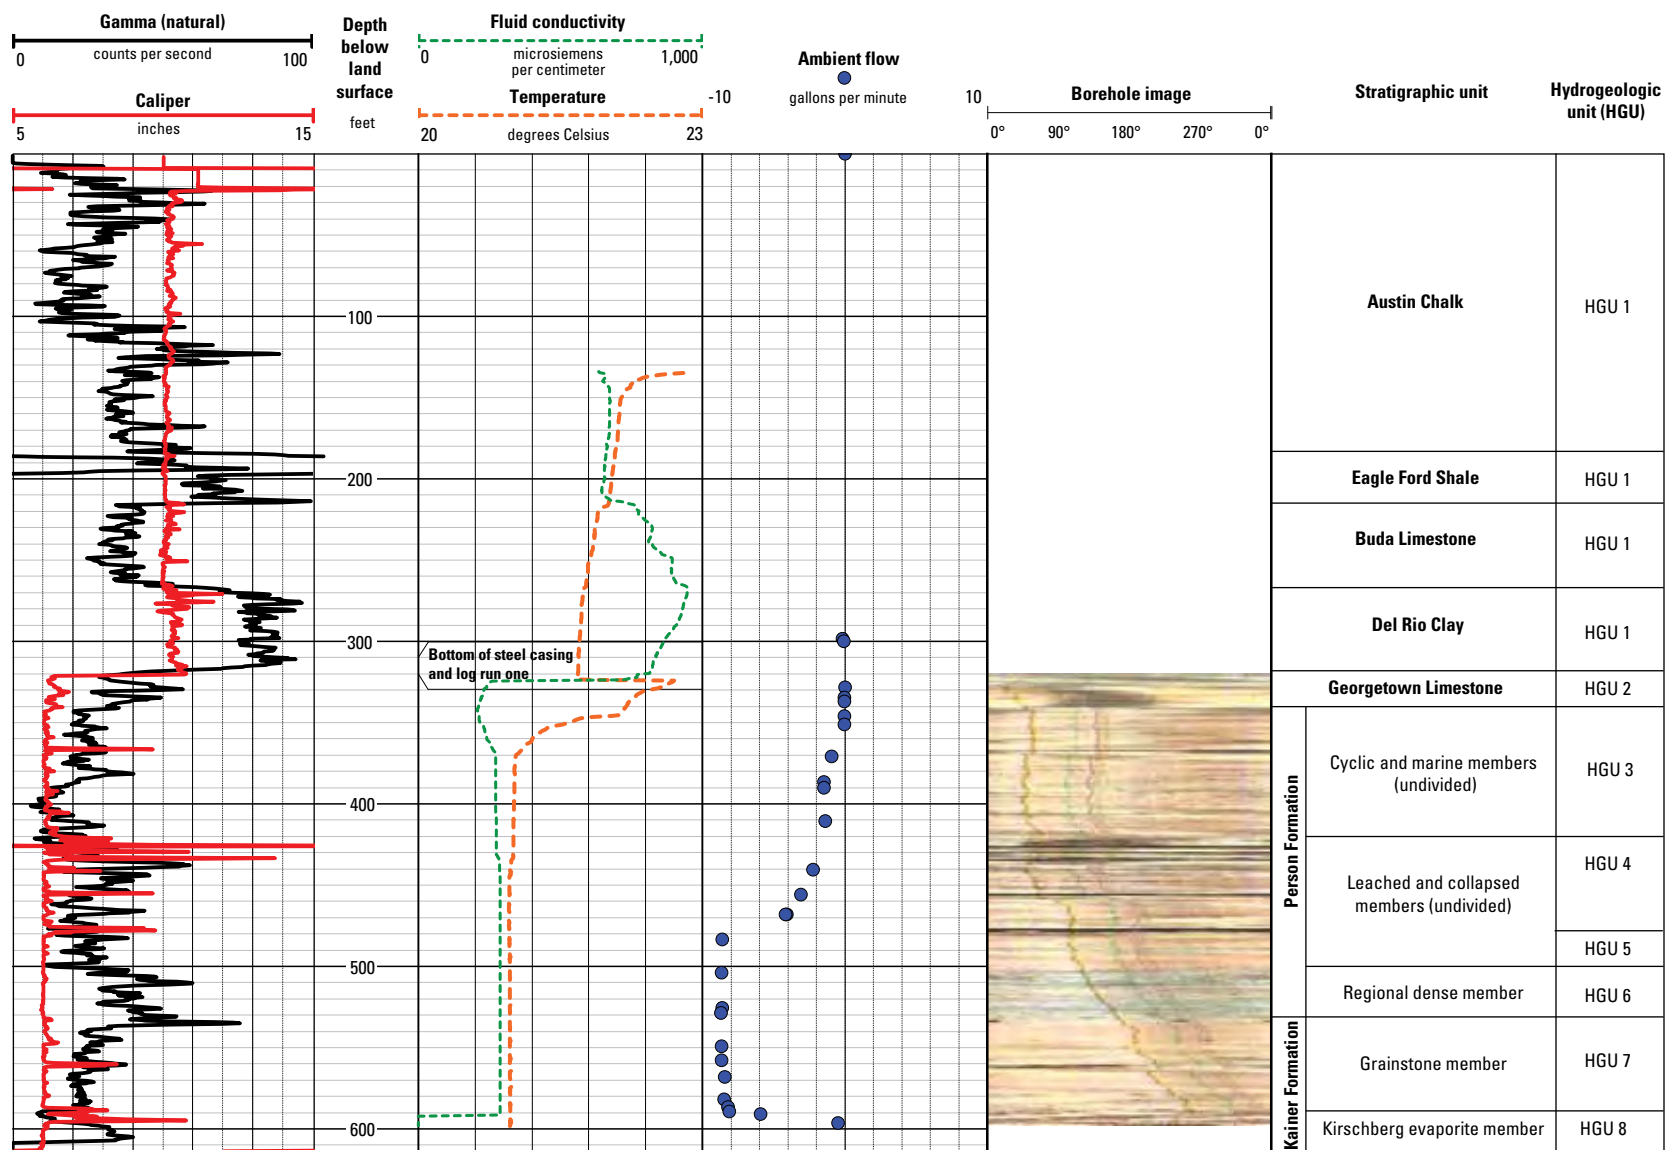 Gamma (natural)
0 counts per second 100
Caliper
5 inches 15
Depth
below
land
surface
feet
Fluid conductivity
0 microsiemens 1,000
per centimeter
Temperature
20 degrees Celsius 23
Ambient flow
-10 gallons per minute 10
Borehole image
0° 90° 180° 270° 0°
Stratigraphic unit
Hydrogeologic
unit (HGU)
100
200
300
400
500
600
Bottom of steel casing
and log run one
Austin Chalk HGU 1
Eagle Ford Shale HGU 1
Buda Limestone HGU 1
Del Rio Clay HGU 1
Georgetown Limestone HGU 2
Person Formation
Cyclic and marine members
(undivided)
HGU 3
Leached and collapsed
members (undivided)
HGU 4
HGU 5
Regional dense member HGU 6
Kainer Formation
Grainstone member HGU 7
Kirschberg evaporite member HGU 8